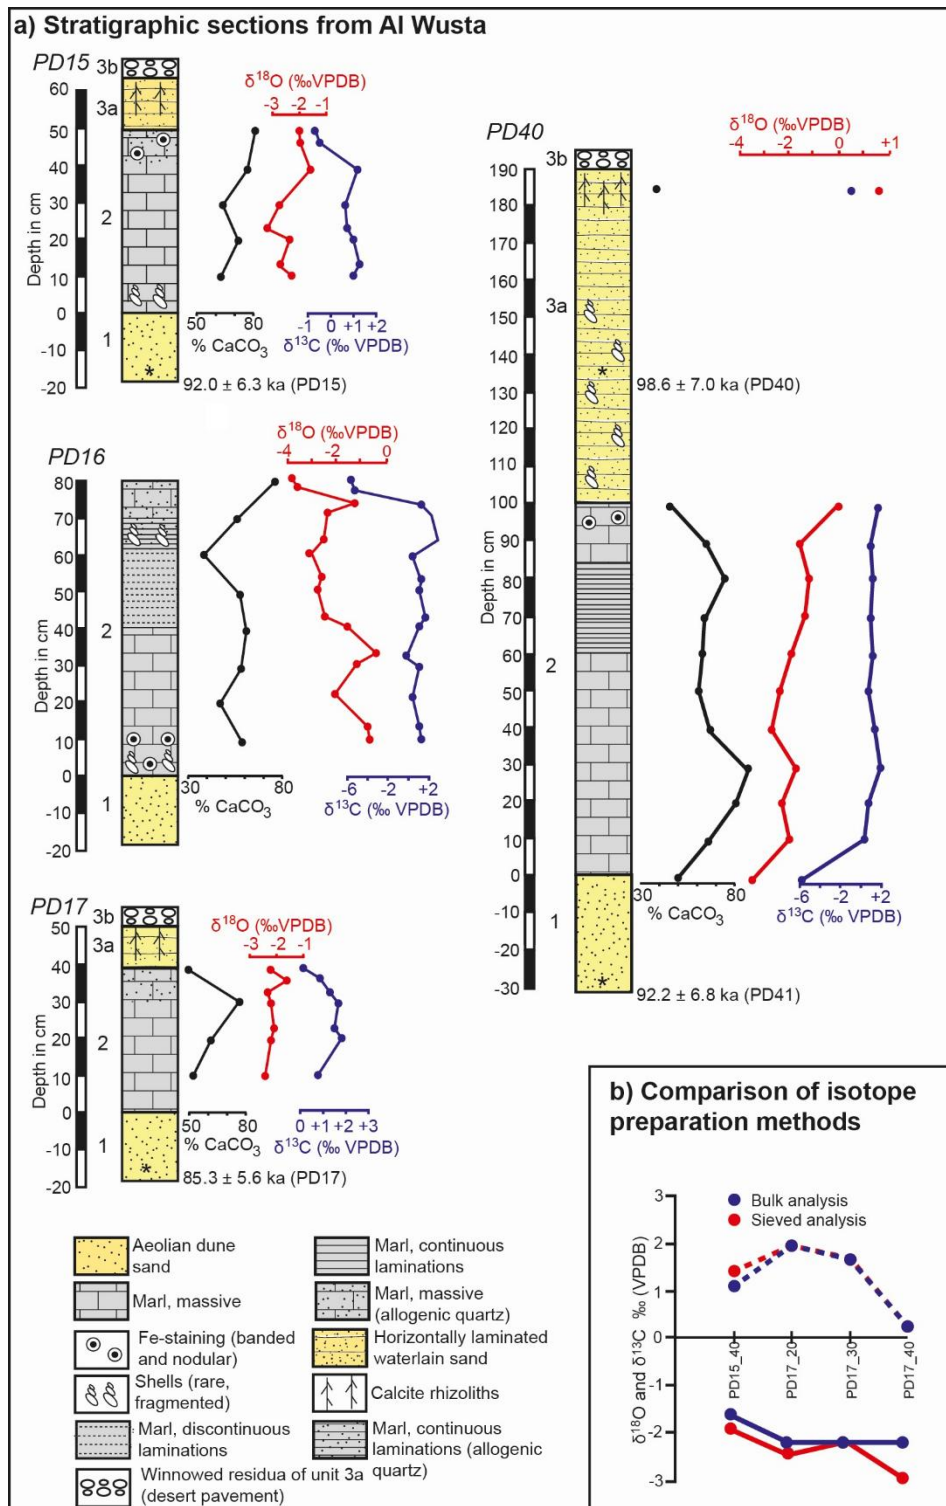 a) Stratigraphic sections from Al Wusta
PD15
3b
3a
2
1
60
50
40
30
20
10
0
-10
-20
Depth in cm
δ18O (‰VPDB)
-3 -2 -1
50 80
% CaCO3
-1 0 +1 +2
δ13C (‰ VPDB)
*
92.0 ± 6.3 ka (PD15)
PD16
2
1
80
70
60
50
40
30
20
10
0
-10
-20
Depth in cm
δ18O (‰VPDB)
-4 -2 0
30 80
% CaCO3
-6 -2 +2
δ13C (‰ VPDB)
PD17
3b
3a
2
1
50
40
30
20
10
0
-10
-20
Depth in cm
δ18O (‰VPDB)
-3 -2 -1
50 80
% CaCO3
0 +1 +2 +3
δ13C (‰ VPDB)
*
85.3 ± 5.6 ka (PD17)
PD40
3b
3a
2
1
190
180
170
160
150
140
130
120
110
100
90
80
70
60
50
40
30
20
10
0
-10
-20
-30
Depth in cm
Depth in cm
δ18O (‰VPDB)
-4 -2 0 +1
*
98.6 ± 7.0 ka (PD40)
30 80
% CaCO3
-6 -2 +2
δ13C (‰ VPDB)
*
92.2 ± 6.8 ka (PD41)
Aeolian dune
sand
Marl, massive
Fe-staining (banded
and nodular)
Shells (rare,
fragmented)
Marl, discontinuous
laminations
Winnowed residua of unit 3a
(desert pavement)
Marl, continuous
laminations
Marl, massive
(allogenic quartz)
Horizontally laminated
waterlain sand
Calcite rhizoliths
Marl, continuous
laminations (allogenic
quartz)
b) Comparison of isotope
preparation methods
Bulk analysis
Sieved analysis
3
2
1
0
-1
-2
-3
δ18O and δ13C ‰ (VPDB)
PD15_40
PD17_20
PD17_30
PD17_40